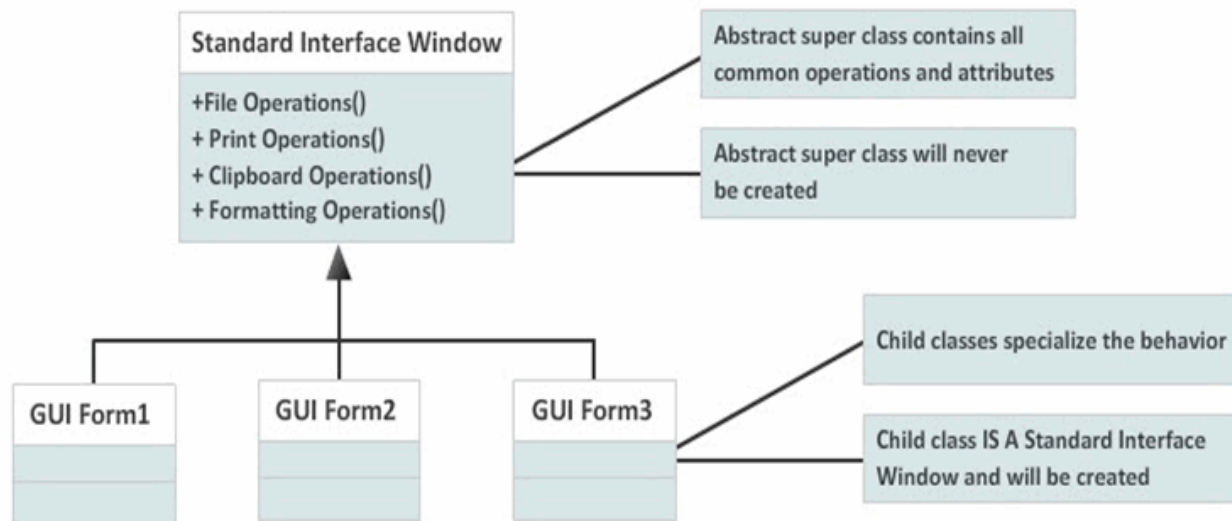 Standard Interface Window
+File Operations()
+ Print Operations()
+ Clipboard Operations()
+ Formatting Operations()
Abstract super class contains all
common operations and attributes
Abstract super class will never
be created
GUI Form1
GUI Form2
GUI Form3
Child classes specialize the behavior
Child class IS A Standard Interface
Window and will be created